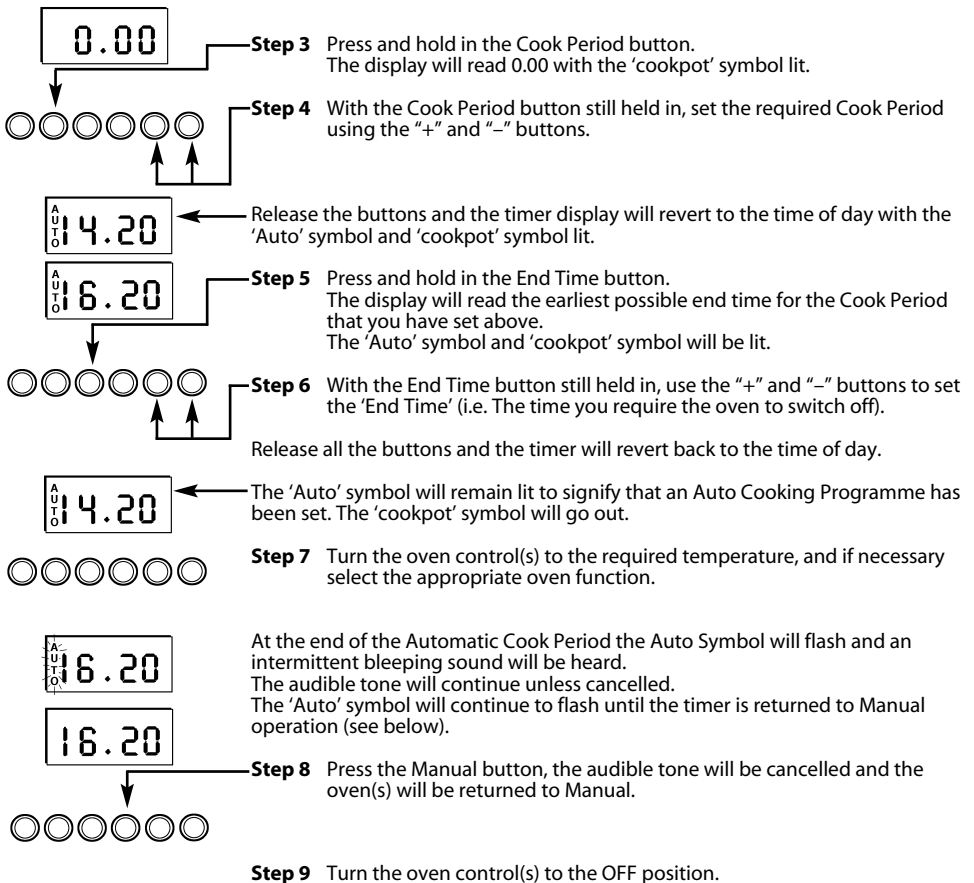 0.00
Step 3 Press and hold in the Cook Period button.
The display will read 0.00 with the ‘cookpot’ symbol lit.
Step 4 With the Cook Period button still held in, set the required Cook Period
using the “+” and “–” buttons.
AUTO 14.20
Release the buttons and the timer display will revert to the time of day with the
‘Auto’ symbol and ‘cookpot’ symbol lit.
AUTO 16.20
Step 5 Press and hold in the End Time button.
The display will read the earliest possible end time for the Cook Period
that you have set above.
The ‘Auto’ symbol and ‘cookpot’ symbol will be lit.
Step 6 With the End Time button still held in, use the “+” and “–” buttons to set
the ‘End Time’ (i.e. The time you require the oven to switch off).
Release all the buttons and the timer will revert back to the time of day.
AUTO 14.20
The ‘Auto’ symbol will remain lit to signify that an Auto Cooking Programme has
been set. The ‘cookpot’ symbol will go out.
Step 7 Turn the oven control(s) to the required temperature, and if necessary
select the appropriate oven function.
AUTO 16.20
At the end of the Automatic Cook Period the Auto Symbol will flash and an
intermittent bleeping sound will be heard.
The audible tone will continue unless cancelled.
The ‘Auto’ symbol will continue to flash until the timer is returned to Manual
operation (see below).
16.20
Step 8 Press the Manual button, the audible tone will be cancelled and the
oven(s) will be returned to Manual.
Step 9 Turn the oven control(s) to the OFF position.